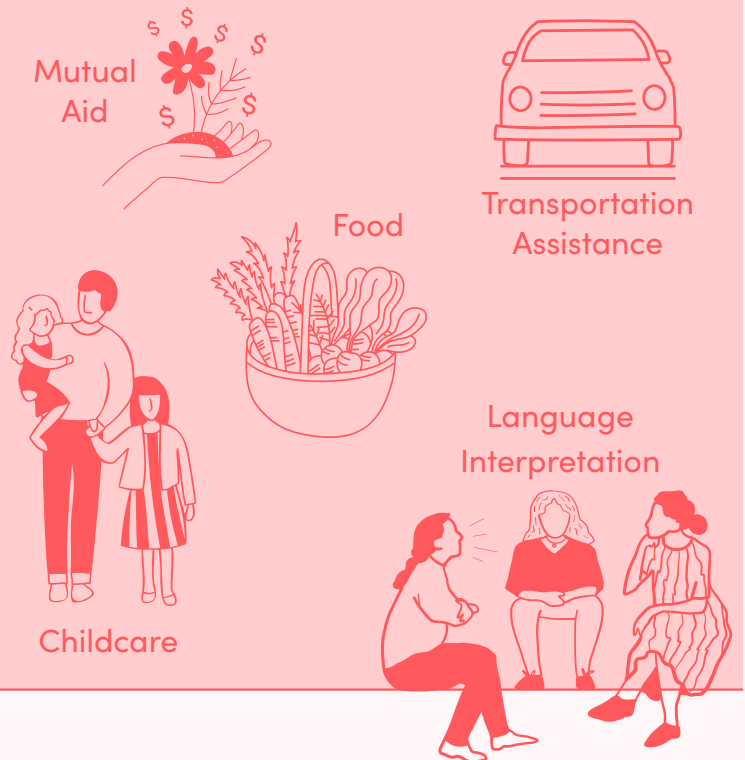 Mutual
Aid
Transportation
Assistance
Food
Language
Interpretation
Childcare